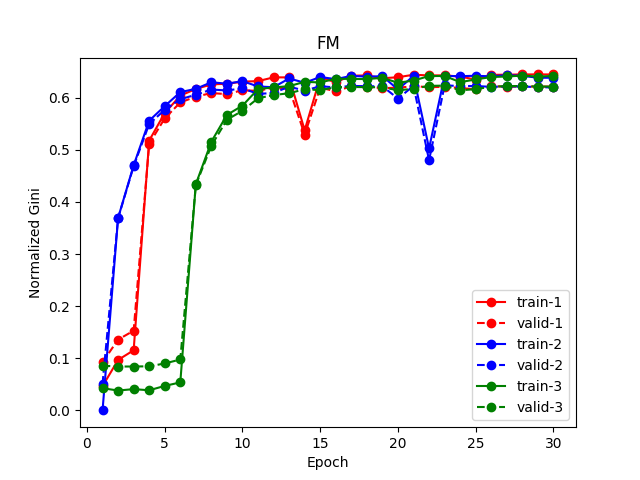 FM
Normalized Gini
0.6
0.5
0.4
0.3
0.2
0.1
0.0
train-1
valid-1
train-2
valid-2
train-3
valid-3
0 5 10 15 20 25 30
Epoch